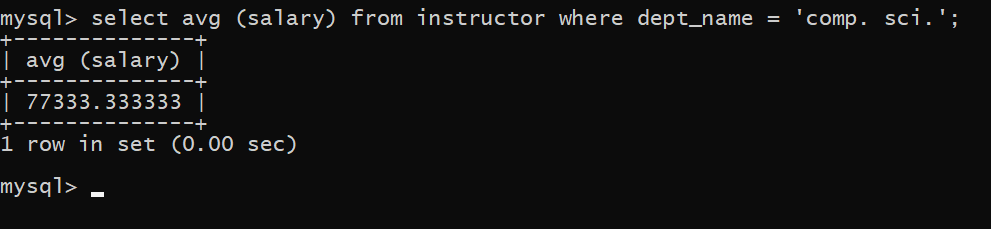 mysql> select avg (salary) from instructor where dept_name = 'comp. sci.';
+--------------+
| avg (salary) |
+--------------+
| 77333.333333 |
+--------------+
1 row in set (0.00 sec)
mysql> _